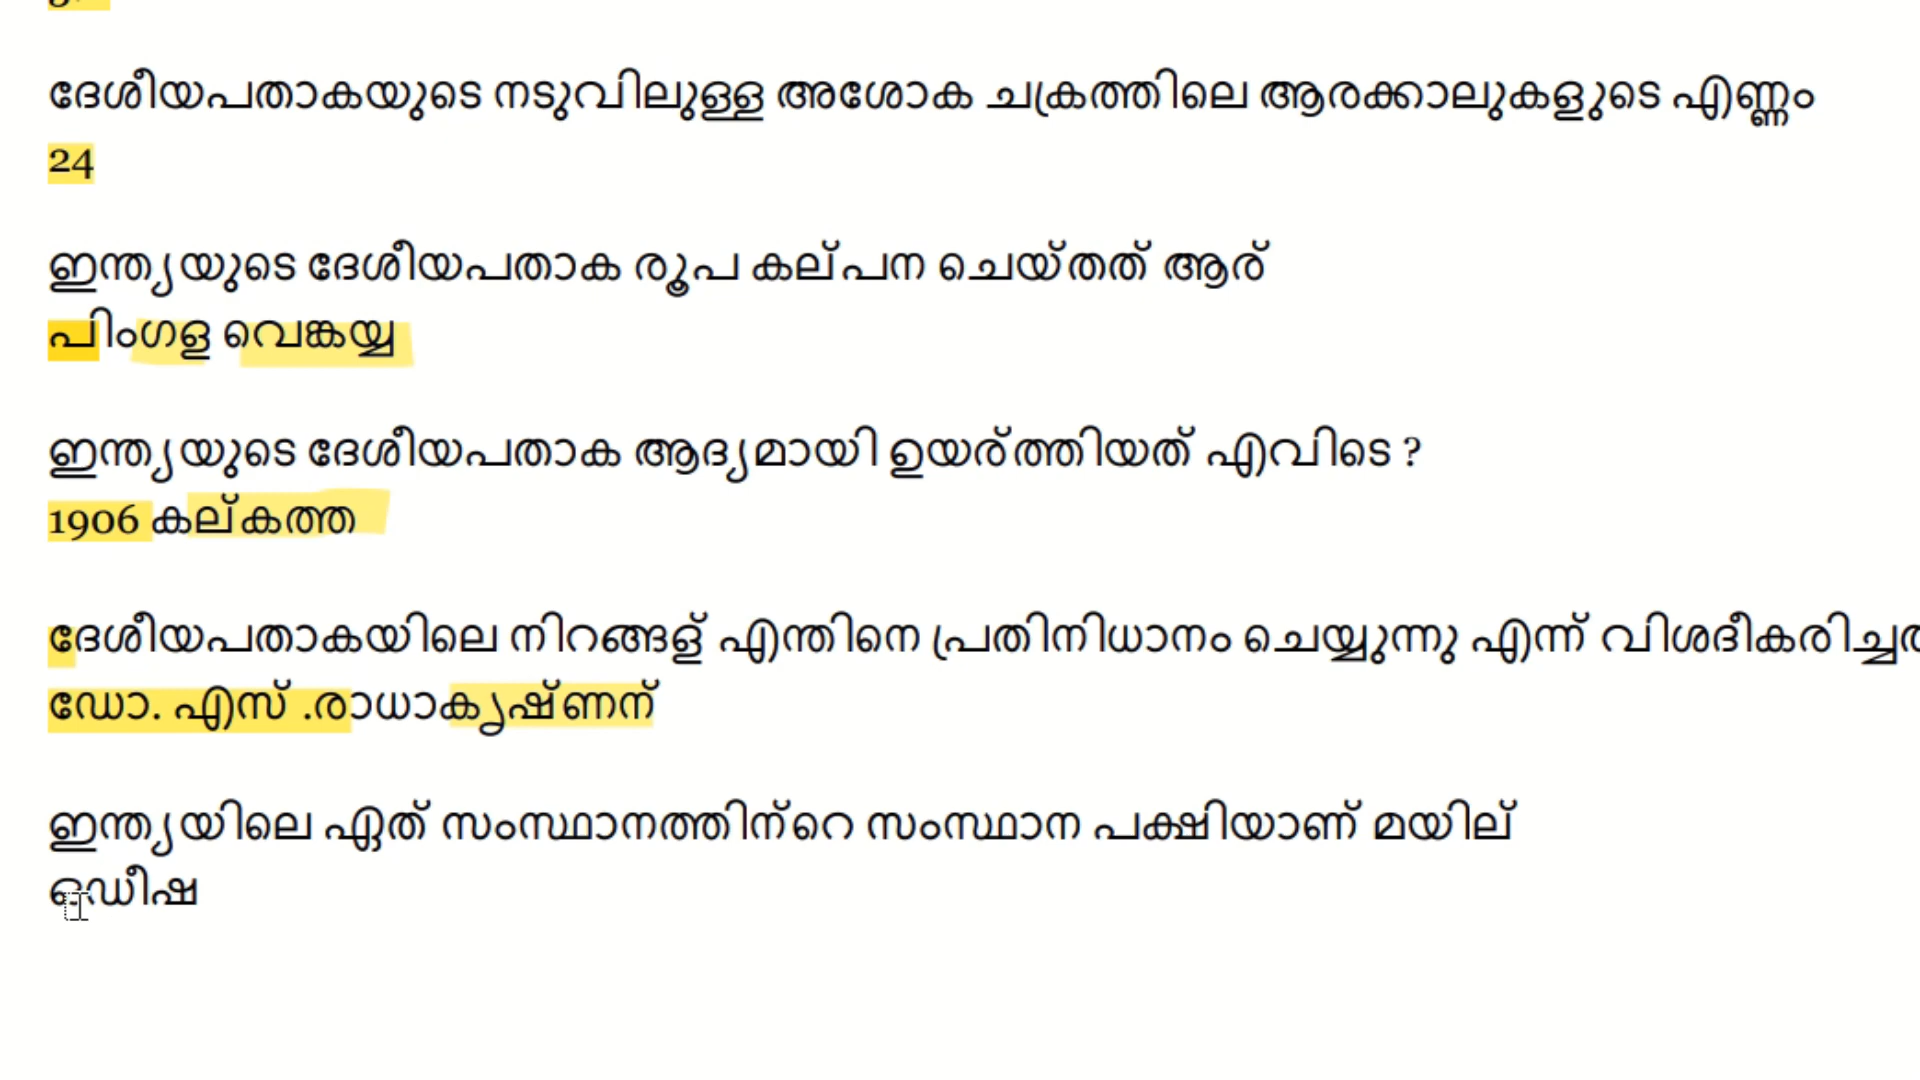 ദേശീയപതാകയുടെ നടുവിലുള്ള അശോക ചക്രത്തിലെ ആരക്കാലുകളുടെ എണ്ണം
24
ഇന്ത്യയുടെ ദേശീയപതാക രൂപ കല്പന ചെയ്തത് ആര്
പിംഗള വെങ്കയ്യ
ഇന്ത്യയുടെ ദേശീയപതാക ആദ്യമായി ഉയര്ത്തിയത് എവിടെ ?
1906 കല്കത്ത
ദേശീയപതാകയിലെ നിറങ്ങള് എന്തിനെ പ്രതിനിധാനം ചെയ്യുന്നു എന്ന്
ഡോ. എസ് .രാധാകൃഷ്ണന്
ഇന്ത്യയിലെ ഏത് സംസ്ഥാനത്തിന്റെ സംസ്ഥാന പക്ഷിയാണ് മയില്
ഒഡീഷ